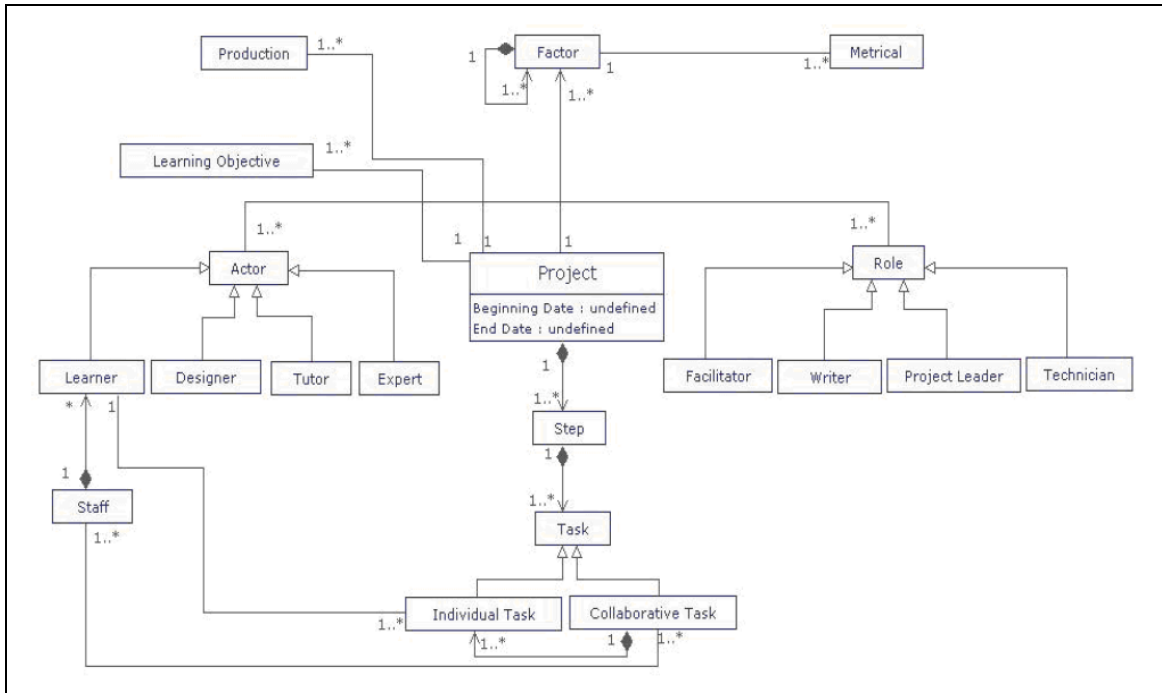 Production
1..*
Factor
1
1..*
1
1..*
Metrical
1..*
Learning Objective
1..*
1..*
1..*
1
1
1
Actor
Role
Project
Beginning Date : undefined
End Date : undefined
Learner
Designer
Tutor
Expert
Facilitator
Writer
Project Leader
Technician
1
*
1
1..*
Step
1
1
Staff
1..*
1..*
Task
Individual Task
Collaborative Task
1..*
1..*
1
1..*